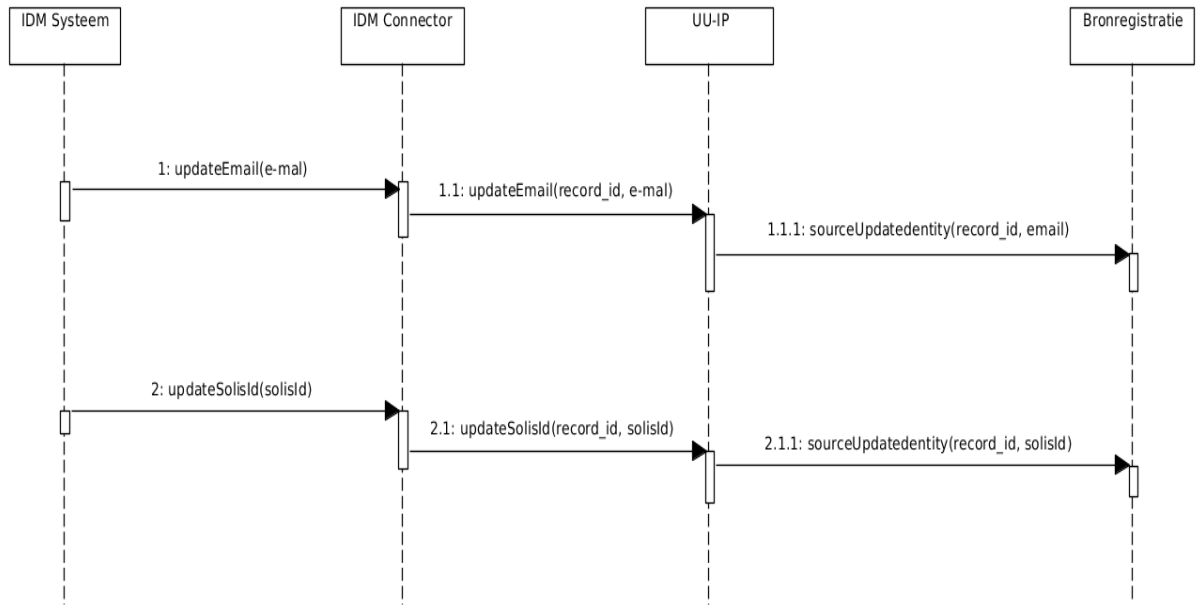 IDM Systeem
IDM Connector
UU-IP
Bronregistratie
1: updateEmail(e-mal)
1.1: updateEmail(record_id, e-mal)
1.1.1: sourceUpdatedentity(record_id, email)
2: updateSolisId(solisId)
2.1: updateSolisId(record_id, solisId)
2.1.1: sourceUpdatedentity(record_id, solisId)